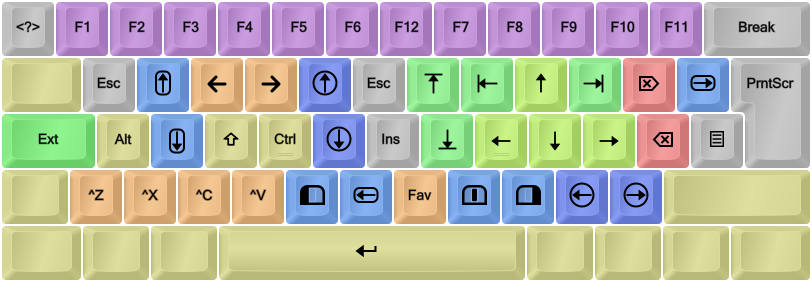 <?> F1 F2 F3 F4 F5 F6 F12 F7 F8 F9 F10 F11 Break
Esc Esc PrntScr
Ext Alt Ctrl Ins
^Z ^X ^C ^V Fav